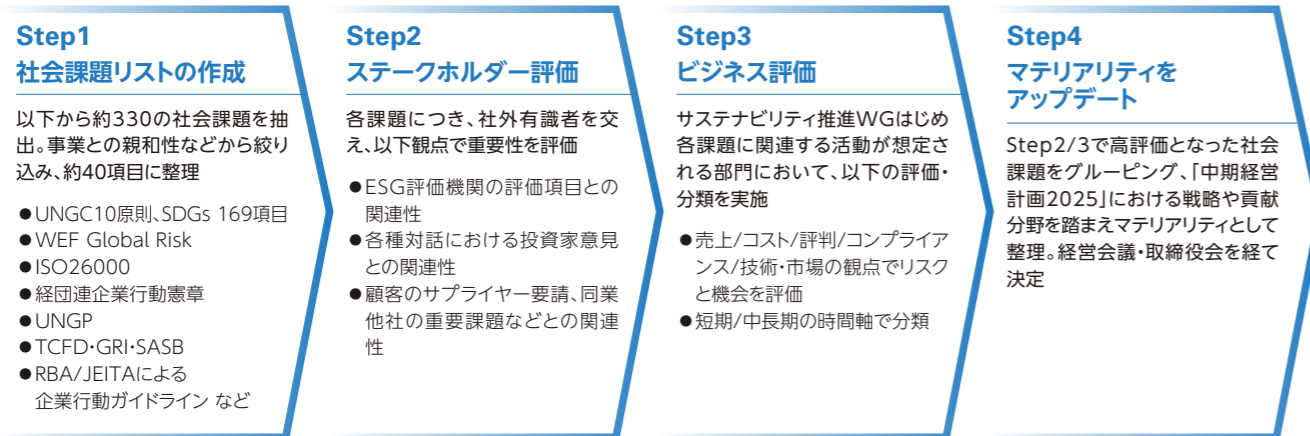 Step1
社会課題リストの作成
以下から約330の社会課題を抽
出。事業との親和性などから絞り
込み、約40項目に整理
●UNGC10原則、SDGs 169項目
●WEF Global Risk
●ISO26000
●経団連企業行動憲章
●UNGP
●TCFD・GRI・SASB
●RBA/JEITAによる
企業行動ガイドライン など
Step2
ステークホルダー評価
各課題につき、社外有識者を交
え、以下観点で重要性を評価
●ESG評価機関の評価項目との
関連性
●各種対話における投資家意見
との関連性
●顧客のサプライヤー要請、同業
他社の重要課題などとの関連
性
Step3
ビジネス評価
サステナビリティ推進WGはじめ
各課題に関連する活動が想定さ
れる部門において、以下の評価・
分類を実施
●売上/コスト/評判/コンプライア
ンス/技術・市場の観点でリスク
と機会を評価
●短期/中長期の時間軸で分類
Step4
マテリアリティを
アップデート
Step2/3で高評価となった社会
課題をグルーピング、「中期経営
計画2025」における戦略や貢献
分野を踏まえマテリアリティとして
整理。経営会議・取締役会を経て
決定